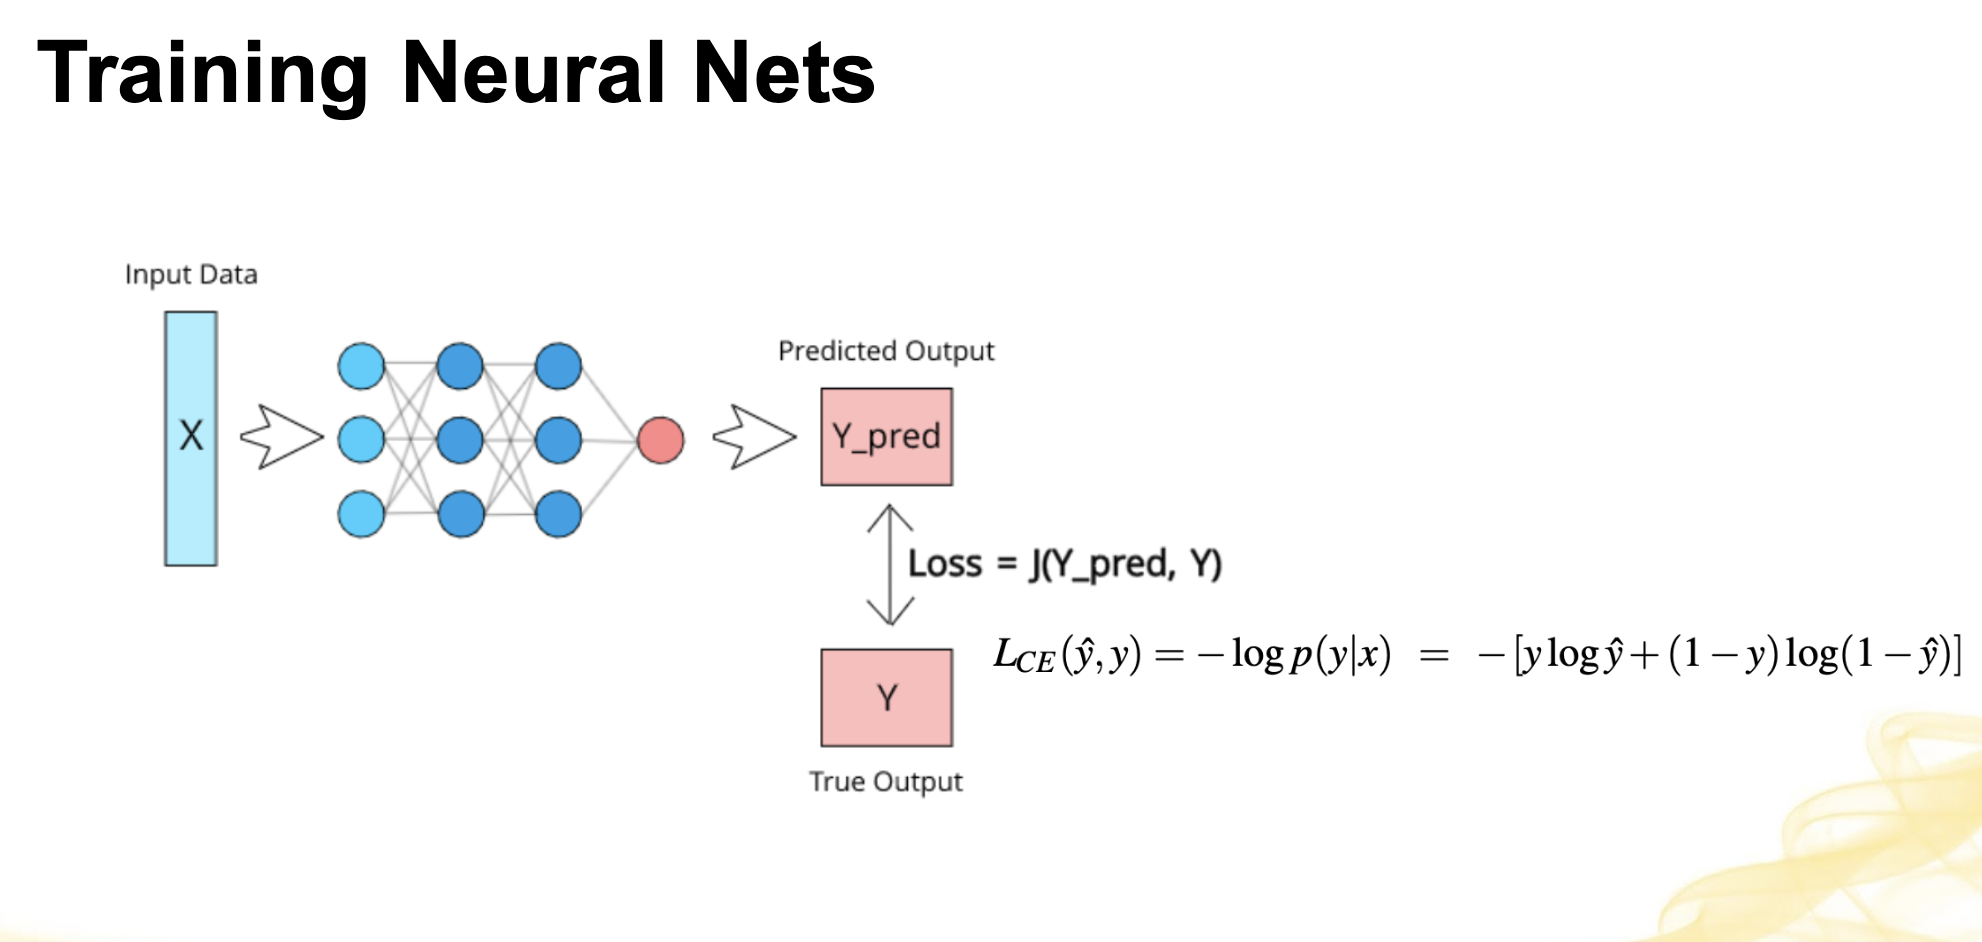 Training Neural Nets
Input Data
X
Predicted Output
Y_pred
Loss = J(Y_pred, Y)
L_CE(ŷ, y) = − log p(y|x) = −[y log ŷ + (1 − y) log(1 − ŷ)]
Y
True Output